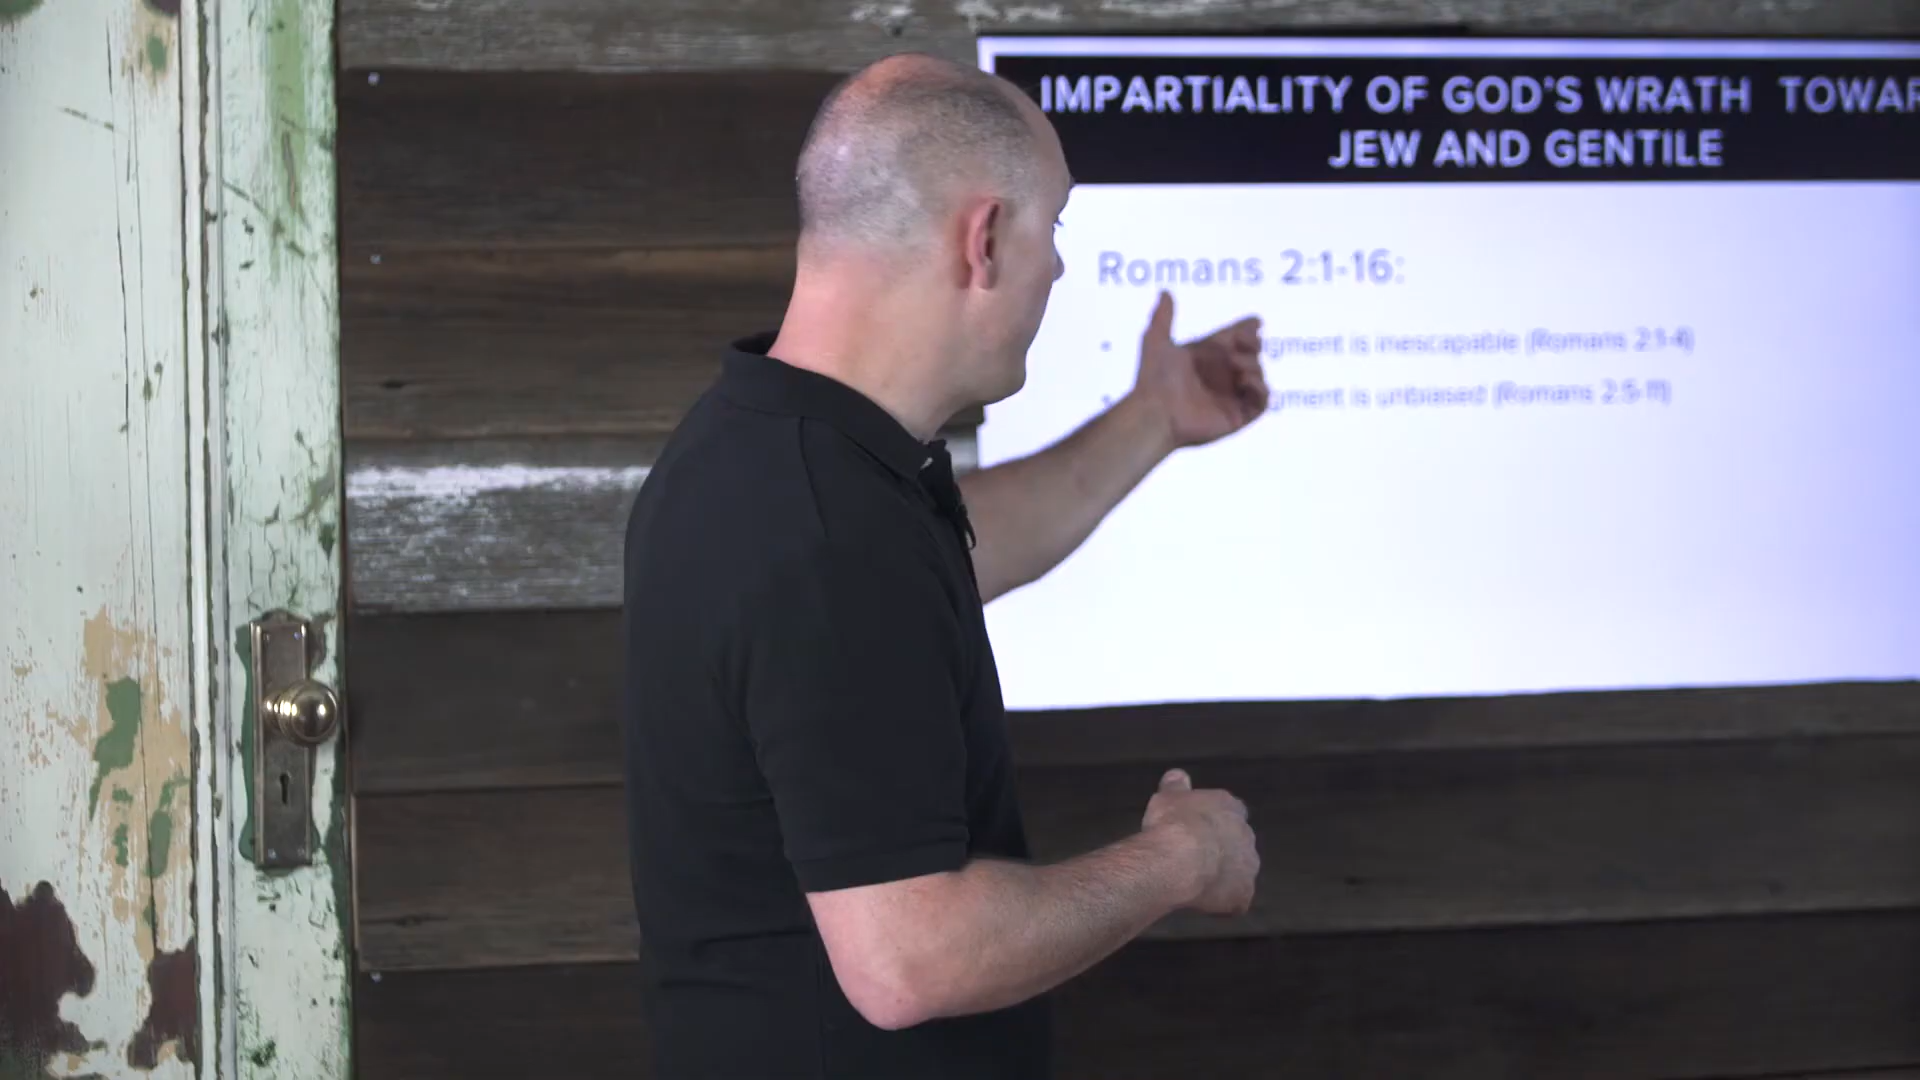 IMPARTIALITY OF GOD'S WRATH TOWAR
JEW AND GENTILE
Romans 2:1-16:
• gment is inescapable (Romans 2:1-4)
• gment is unbiased (Romans 2:5-11)